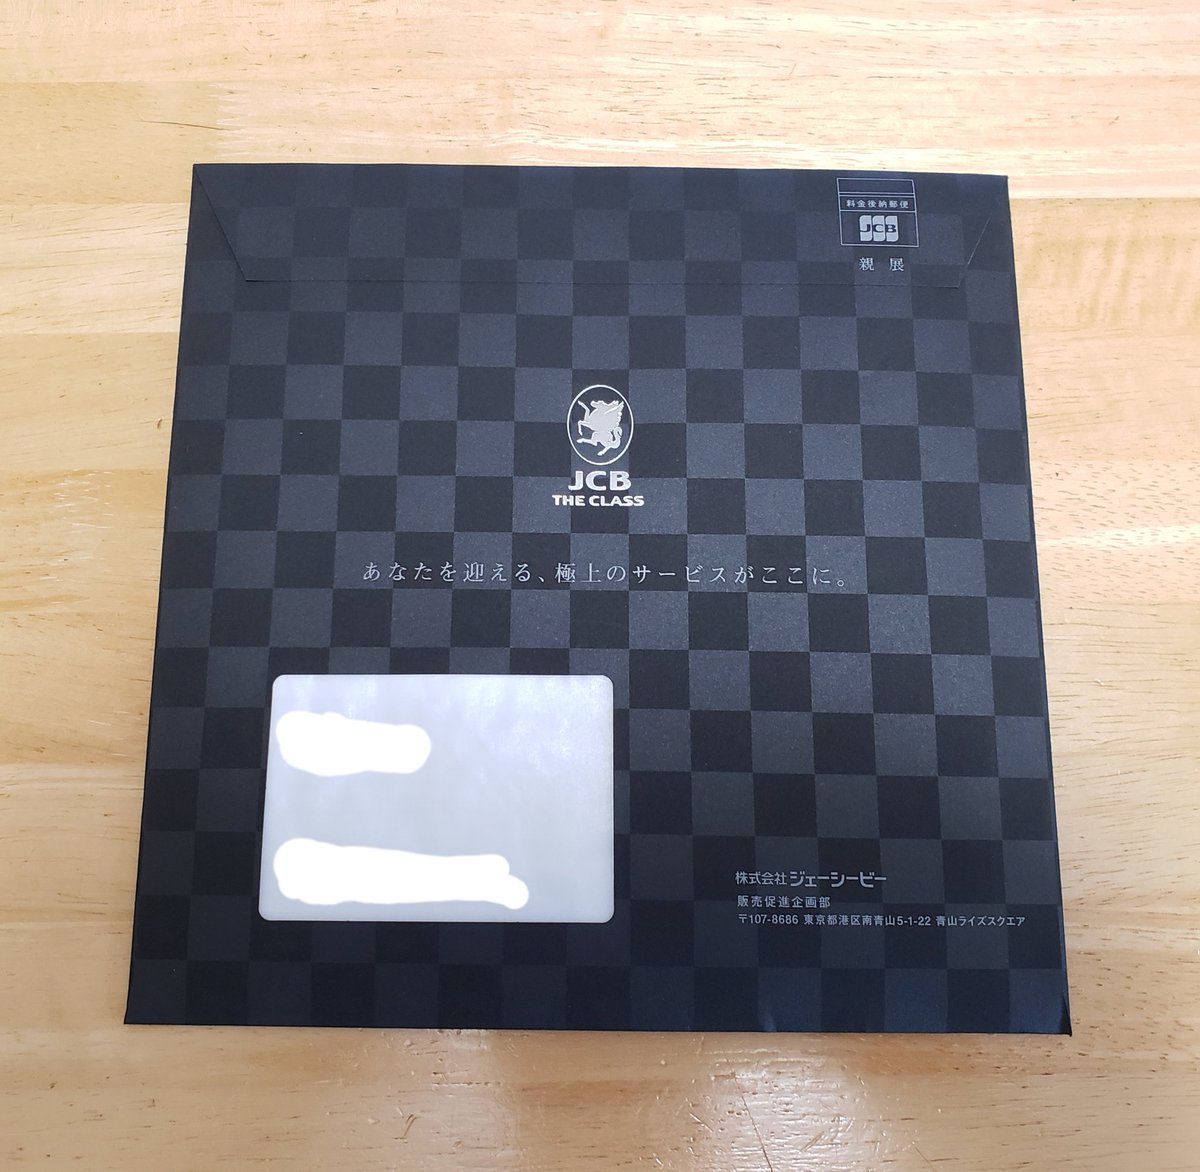 料金後納郵便
JCB
親展
JCB
THE CLASS
あなたを迎える、極上のサービスがここに。
株式会社ジェーシービー
販売促進企画部
〒107-8686 東京都港区南青山5-1-22 青山ライズスクエア